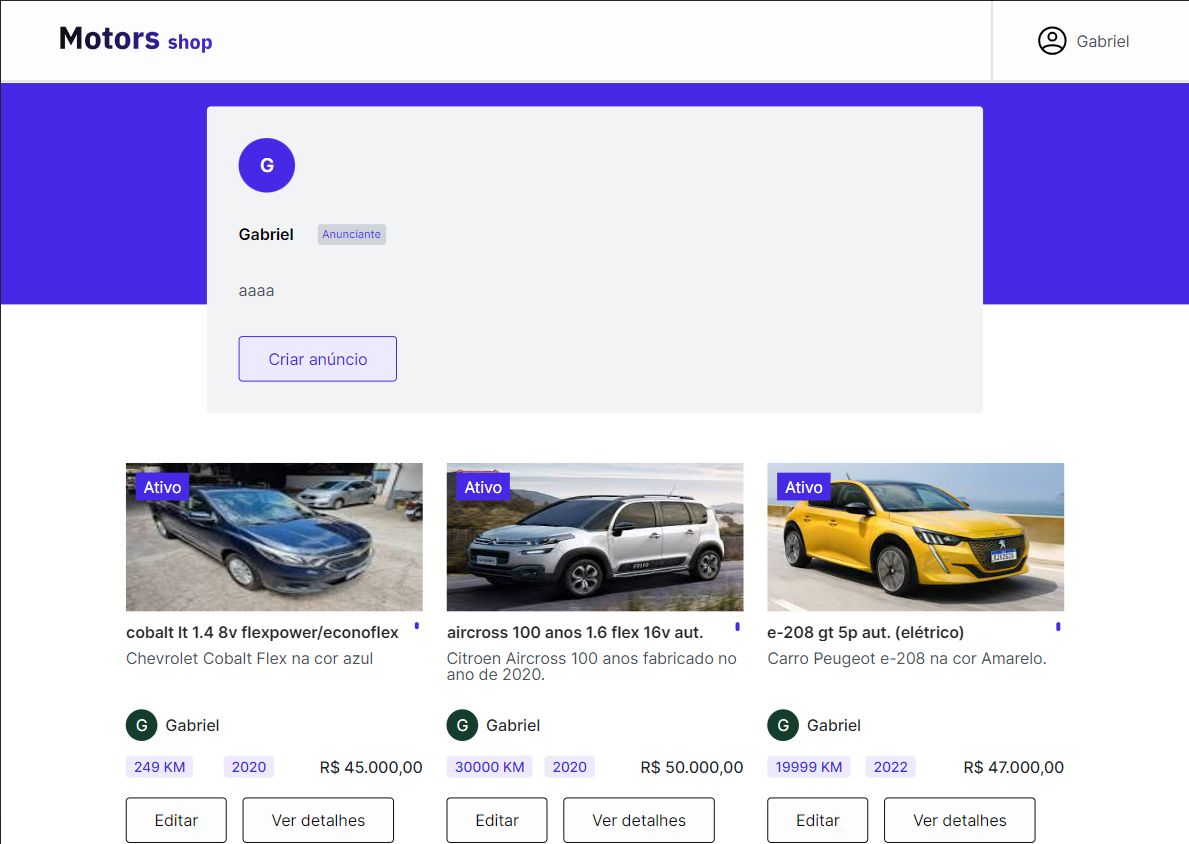 Motors shop
Gabriel
G
Gabriel Anunciante
aaaa
Criar anúncio
Ativo
Ativo
Ativo
cobalt lt 1.4 8v flexpower/econoflex
Chevrolet Cobalt Flex na cor azul
G Gabriel
249 KM 2020 R$ 45.000,00
Editar Ver detalhes
aircross 100 anos 1.6 flex 16v aut.
Citroen Aircross 100 anos fabricado no
ano de 2020.
G Gabriel
30000 KM 2020 R$ 50.000,00
Editar Ver detalhes
e-208 gt 5p aut. (elétrico)
Carro Peugeot e-208 na cor Amarelo.
G Gabriel
19999 KM 2022 R$ 47.000,00
Editar Ver detalhes